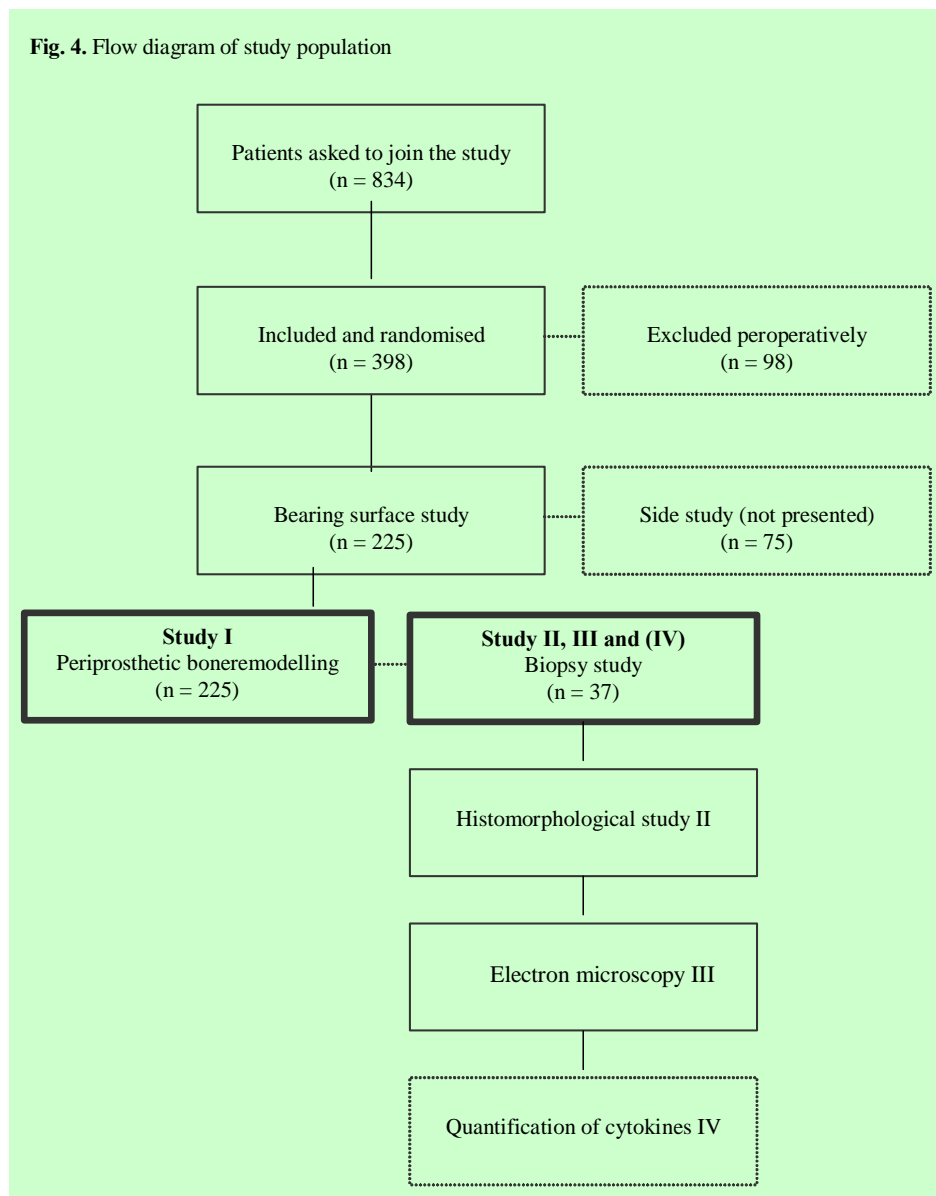 Fig. 4. Flow diagram of study population
Patients asked to join the study
(n = 834)
Included and randomised
(n = 398)
Excluded peroperatively
(n = 98)
Bearing surface study
(n = 225)
Side study (not presented)
(n = 75)
Study I
Periprosthetic boneremodelling
(n = 225)
Study II, III and (IV)
Biopsy study
(n = 37)
Histomorphological study II
Electron microscopy III
Quantification of cytokines IV